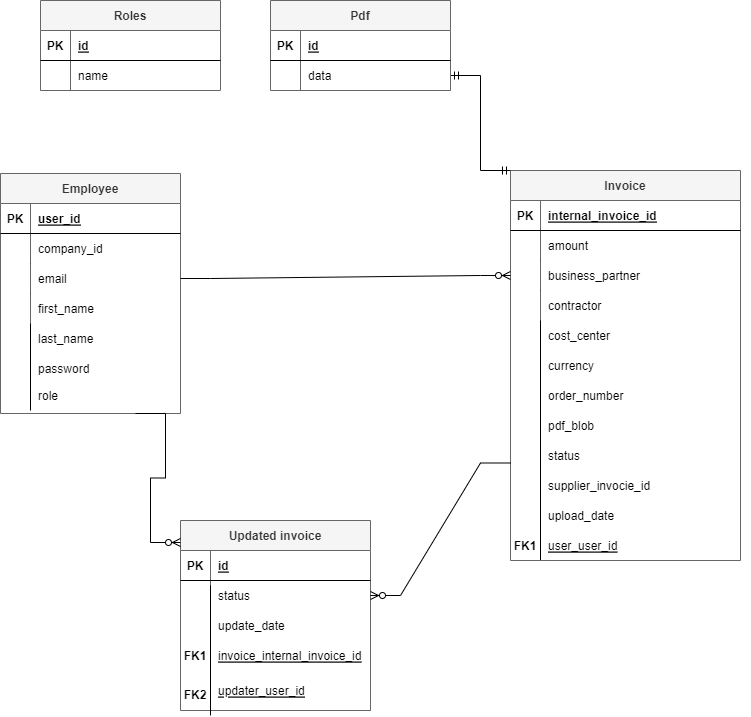 Roles
PK id
name
Pdf
PK id
data
Employee
PK user_id
company_id
email
first_name
last_name
password
role
Invoice
PK internal_invoice_id
amount
business_partner
contractor
cost_center
currency
order_number
pdf_blob
status
supplier_invocie_id
upload_date
FK1 user_user_id
Updated invoice
PK id
status
update_date
FK1 invoice_internal_invoice_id
FK2 updater_user_id